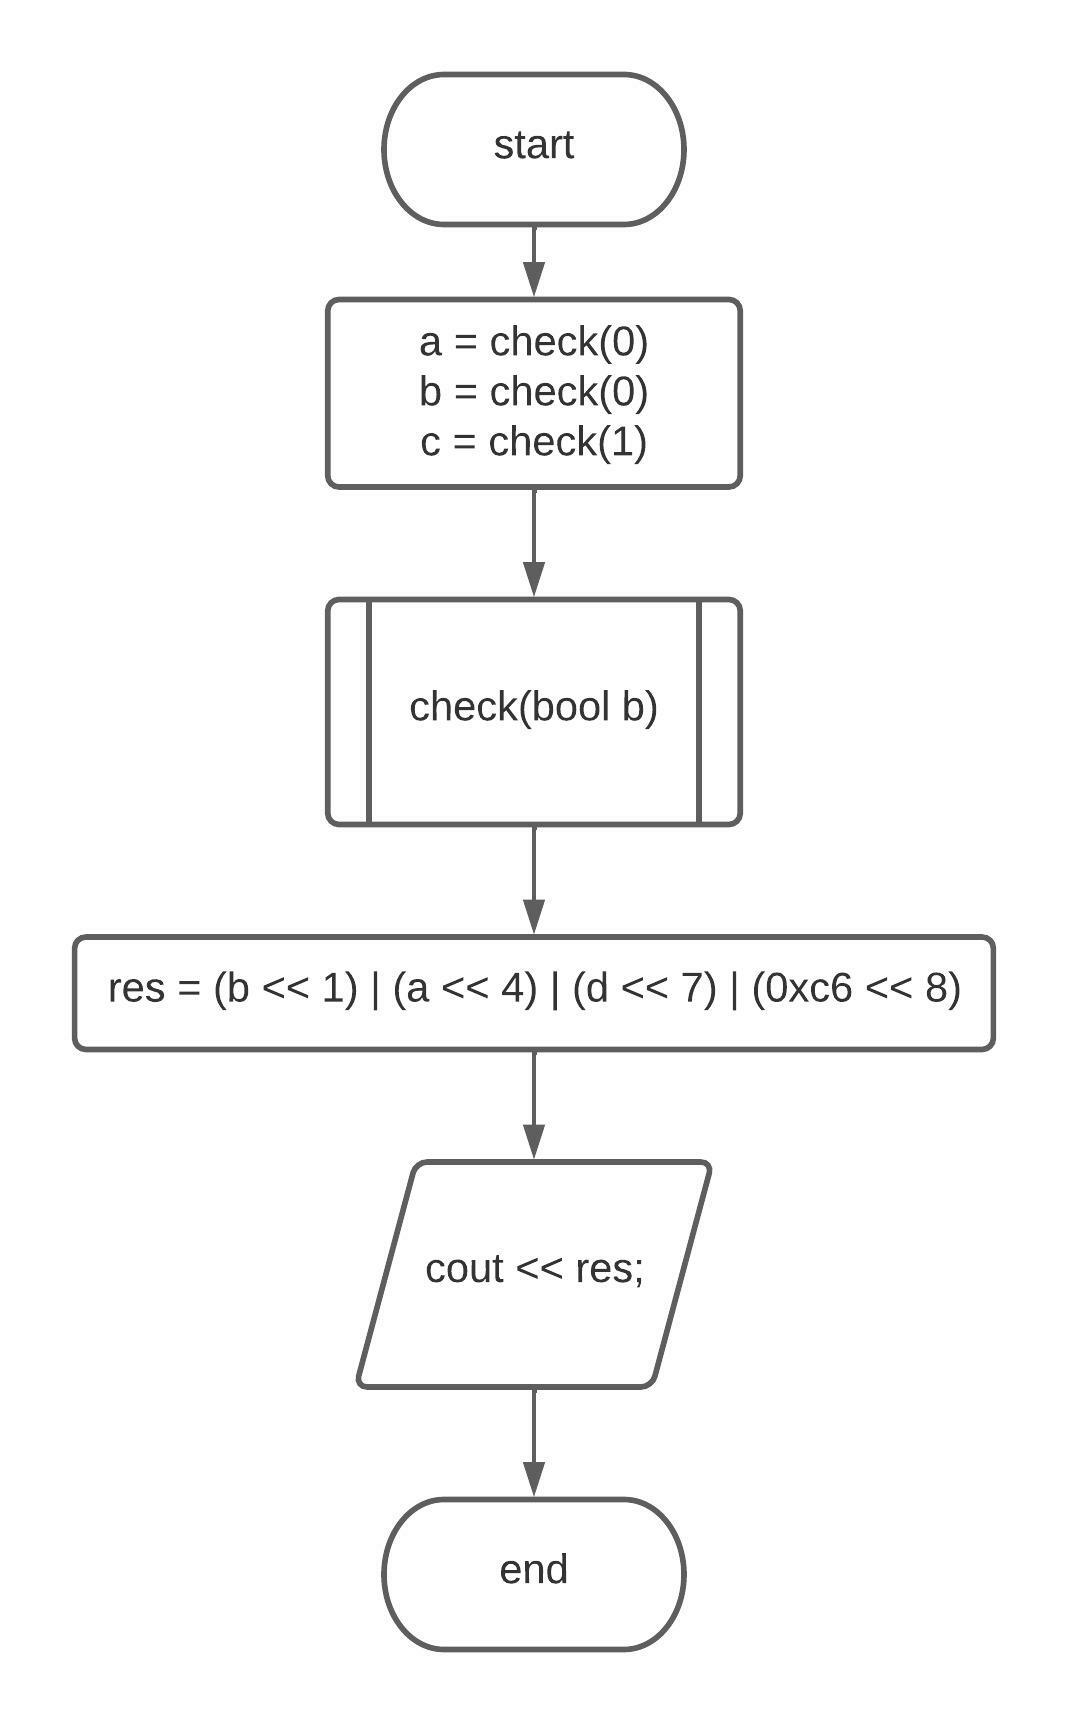 start
a = check(0)
b = check(0)
c = check(1)
check(bool b)
res = (b << 1) | (a << 4) | (d << 7) | (0xc6 << 8)
cout << res;
end